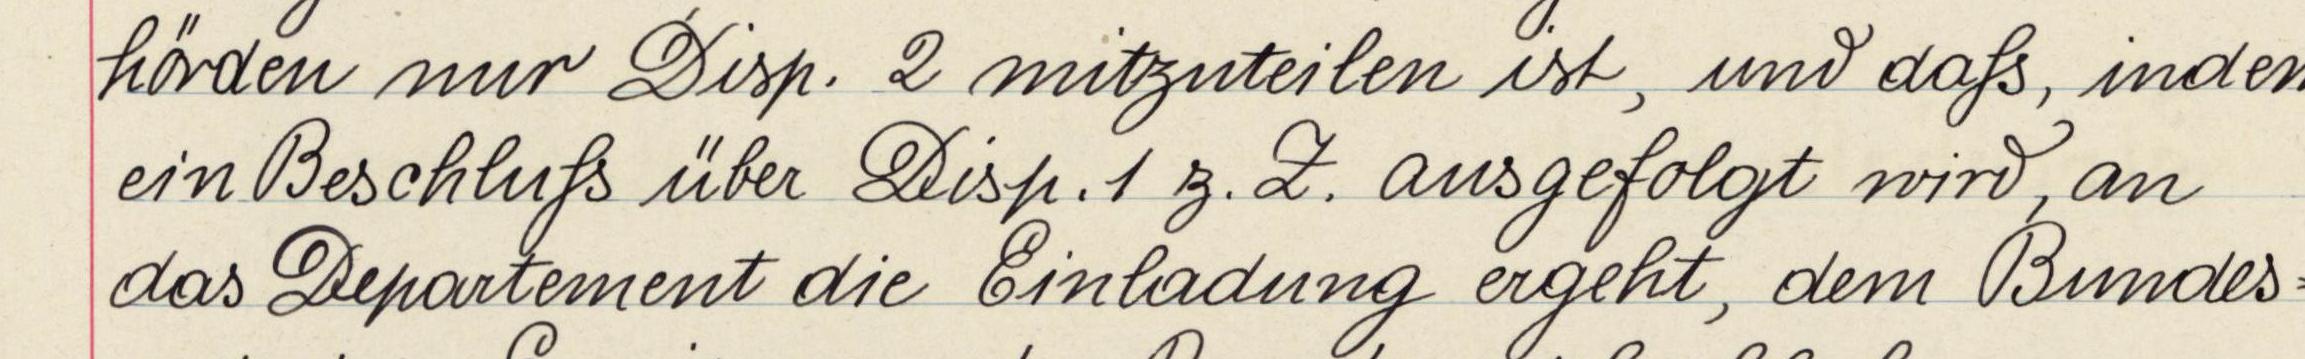 hörden nur Disp. 2 mitzuteilen ist, und daß, indem
ein Beschluß über Disp. 1 z. Z. ausgefolgt wird, an
das Departement die Einladung ergeht, dem Bundes=